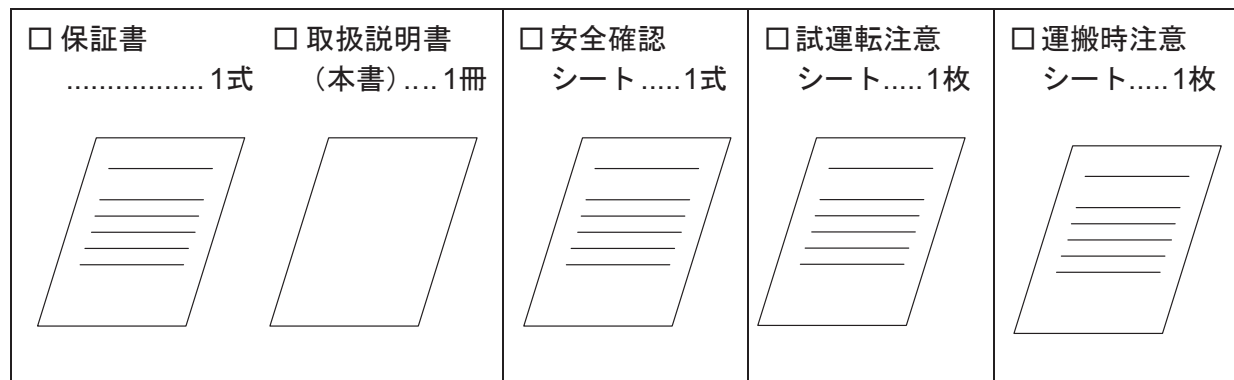 □ 保証書
................. 1式
□ 取扱説明書
（本書）.... 1冊
□ 安全確認
シート ..... 1式
□ 試運転注意
シート..... 1枚
□ 運搬時注意
シート..... 1枚